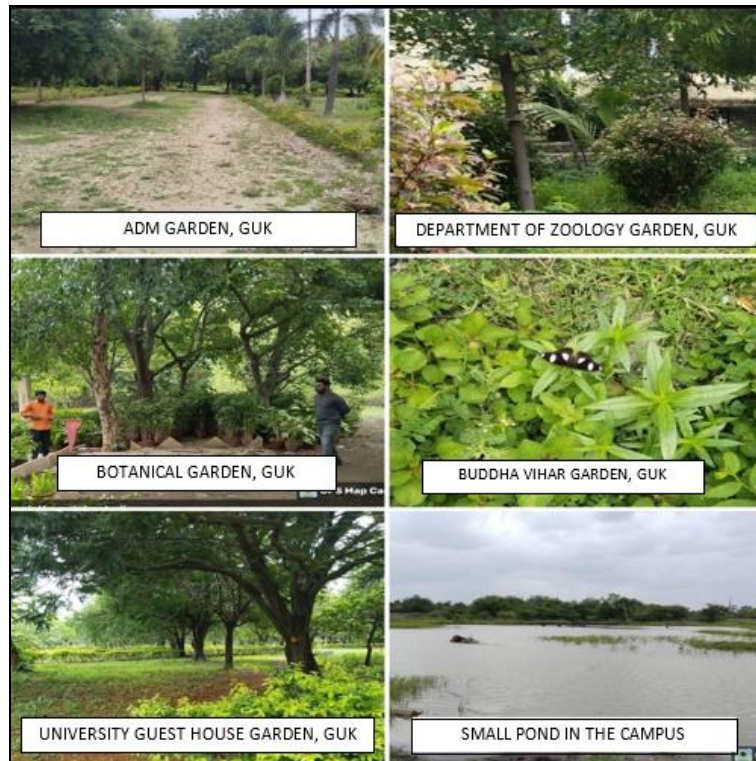 ADM GARDEN, GUK
DEPARTMENT OF ZOOLOGY GARDEN, GUK
BOTANICAL GARDEN, GUK
BUDDHA VIHAR GARDEN, GUK
UNIVERSITY GUEST HOUSE GARDEN, GUK
SMALL POND IN THE CAMPUS